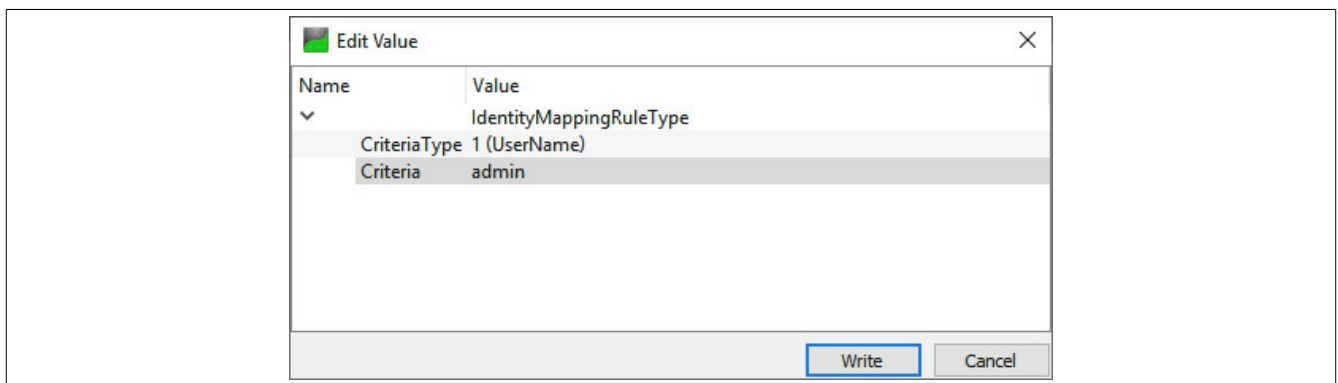 Edit Value
Name Value
IdentityMappingRuleType
CriteriaType 1 (UserName)
Criteria admin
Write Cancel